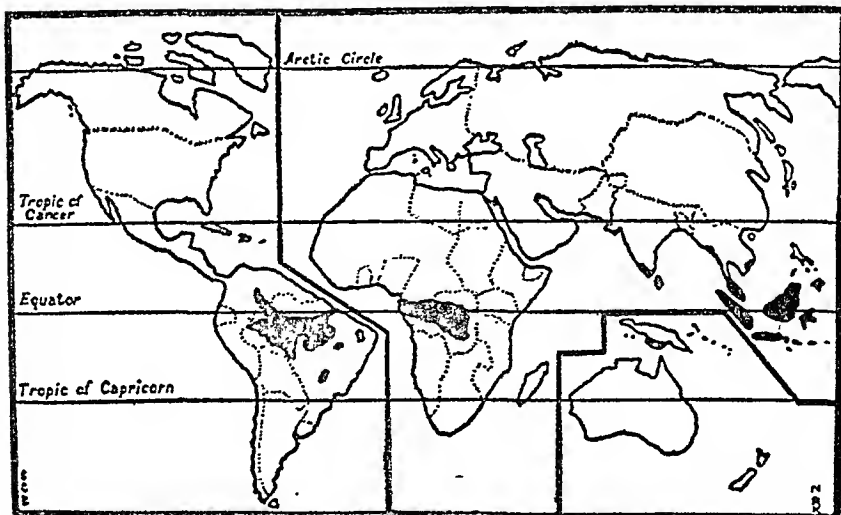 Arctic Circle
Tropic of
Cancer
Equator
Tropic of Capricorn